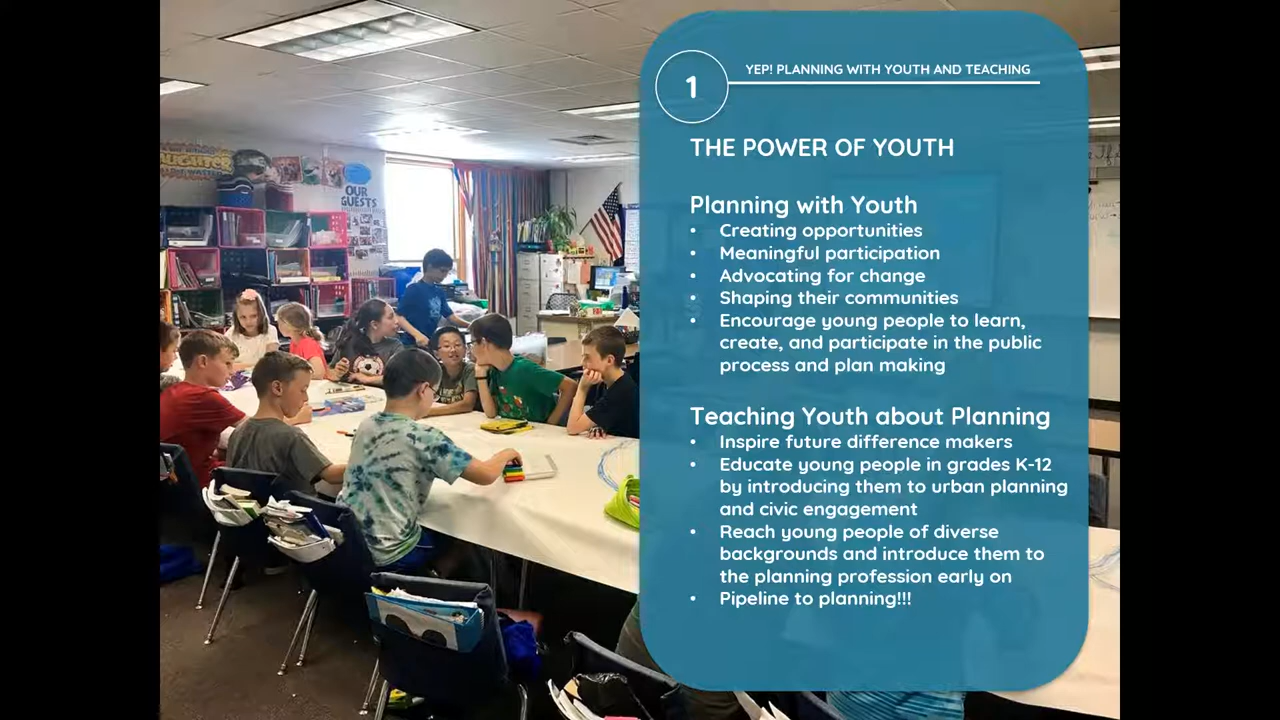 1
YEP! PLANNING WITH YOUTH AND TEACHING
THE POWER OF YOUTH
Planning with Youth
• Creating opportunities
• Meaningful participation
• Advocating for change
• Shaping their communities
• Encourage young people to learn,
create, and participate in the public
process and plan making
Teaching Youth about Planning
• Inspire future difference makers
• Educate young people in grades K-12
by introducing them to urban planning
and civic engagement
• Reach young people of diverse
backgrounds and introduce them to
the planning profession early on
• Pipeline to planning!!!
OUR
GUESTS